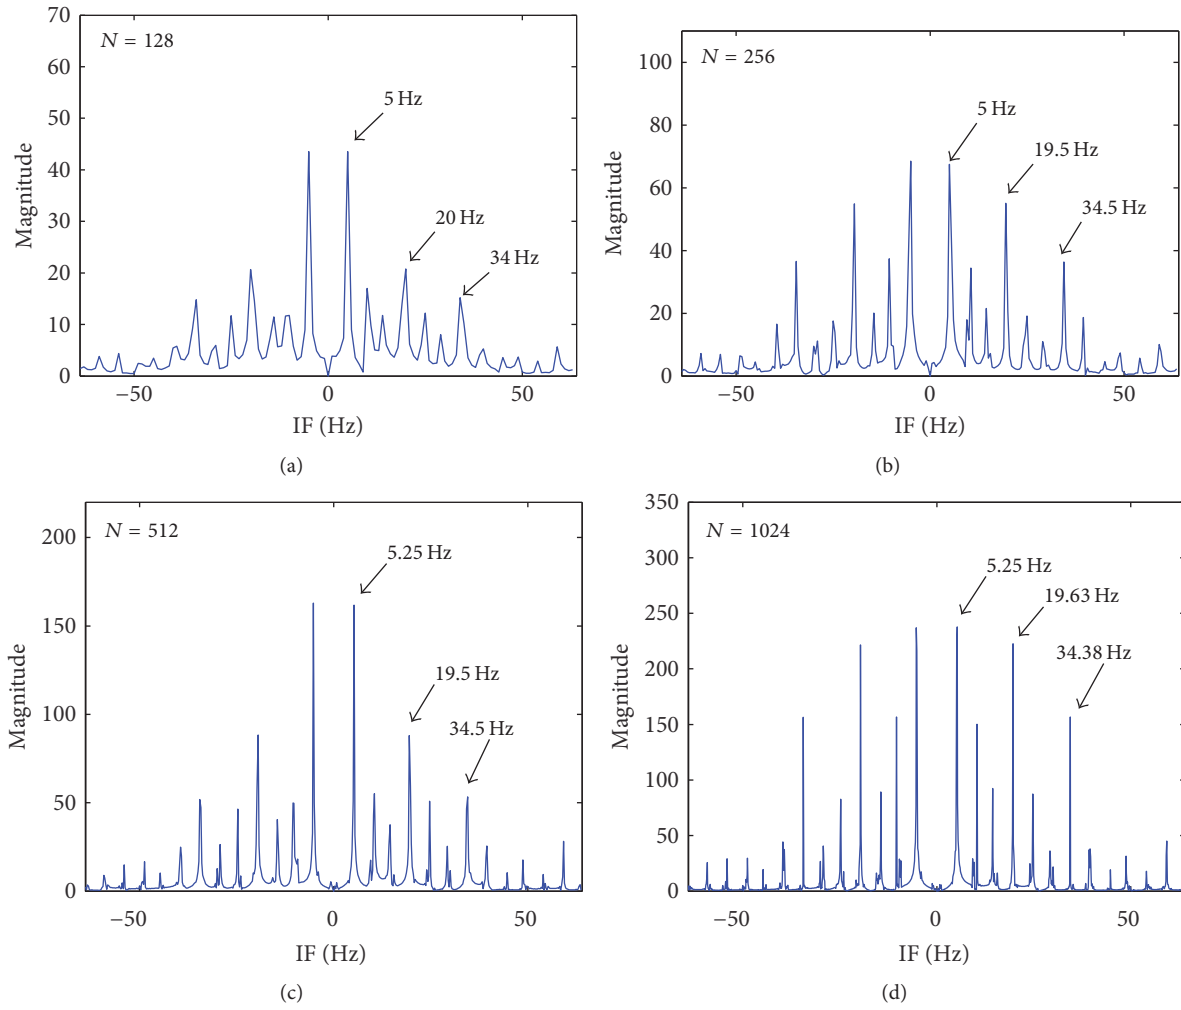 70
60
50
40
30
20
10
0
Magnitude
N = 128
5 Hz
20 Hz
34 Hz
−50
0
50
IF (Hz)
(a)
100
80
60
40
20
0
Magnitude
N = 256
5 Hz
19.5 Hz
34.5 Hz
−50
0
50
IF (Hz)
(b)
200
150
100
50
0
Magnitude
N = 512
5.25 Hz
19.5 Hz
34.5 Hz
−50
0
50
IF (Hz)
(c)
350
300
250
200
150
100
50
0
Magnitude
N = 1024
5.25 Hz
19.63 Hz
34.38 Hz
−50
0
50
IF (Hz)
(d)